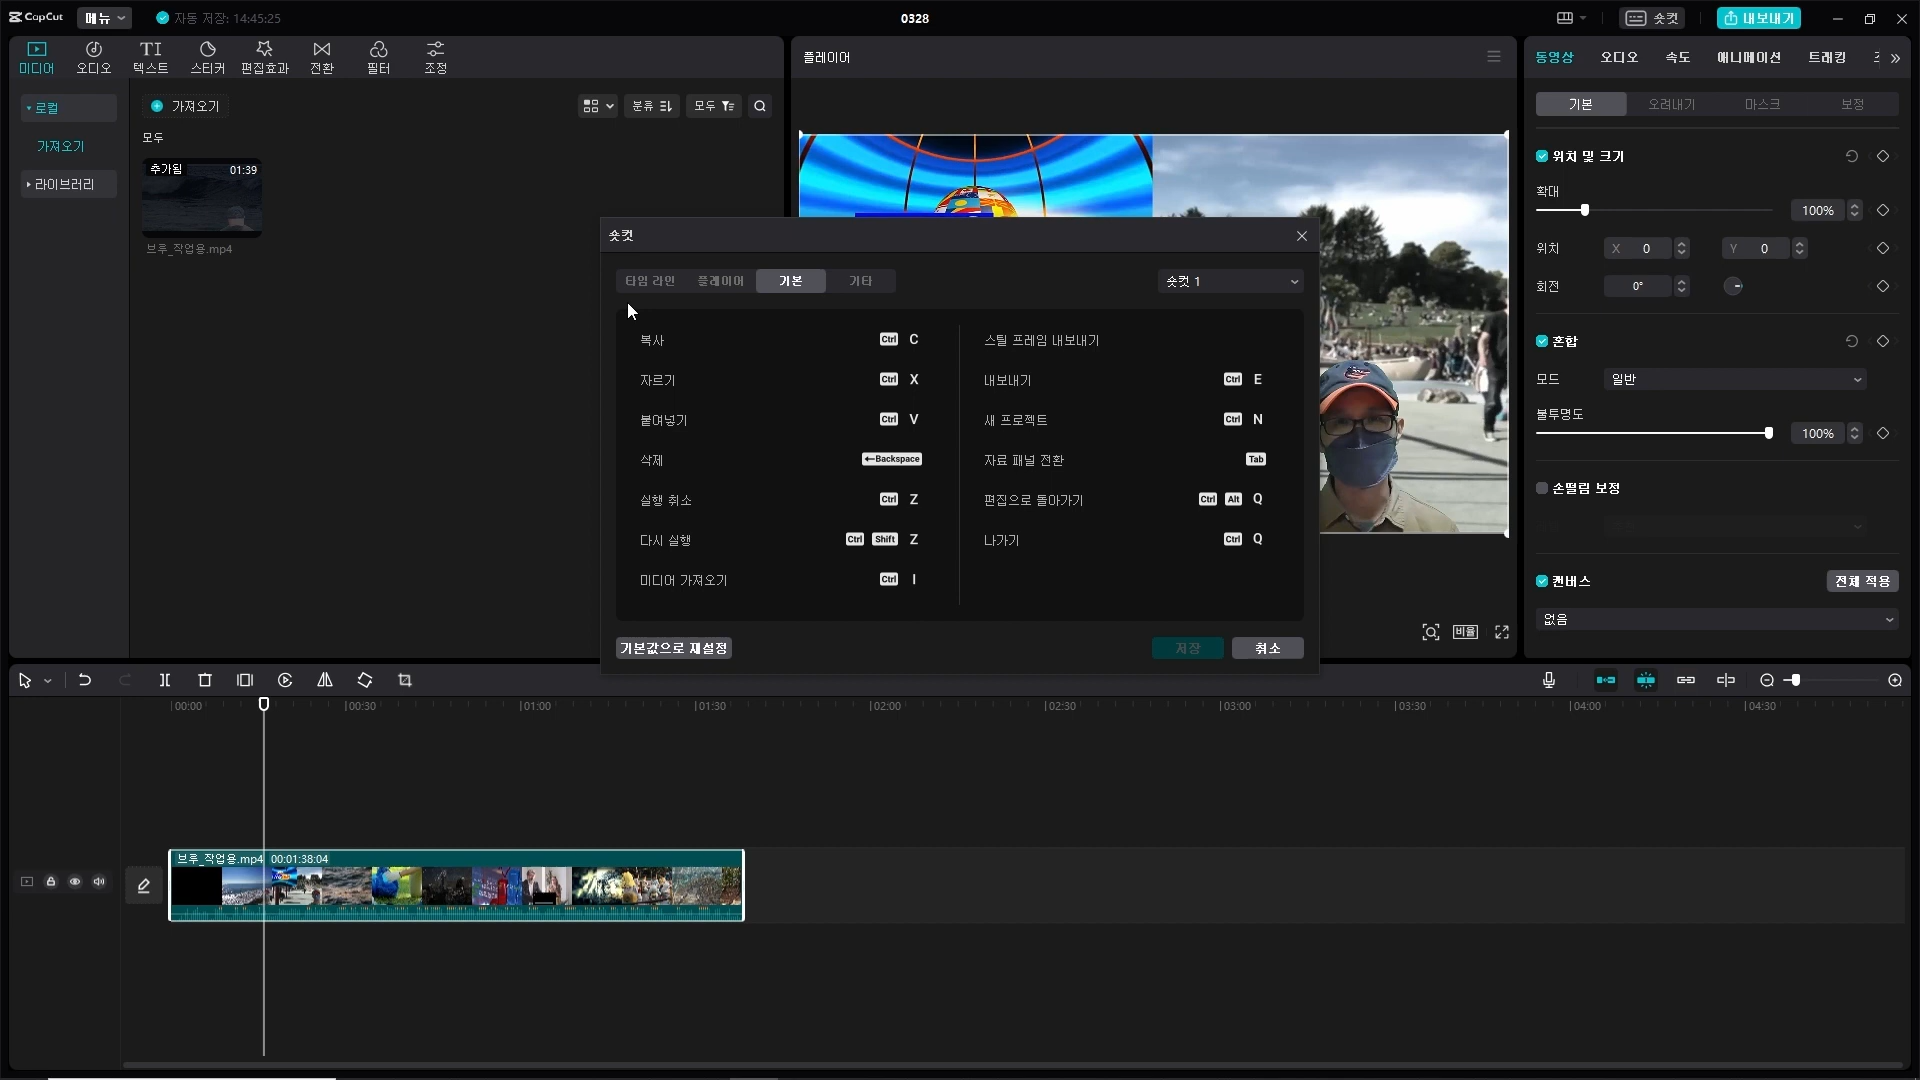 CapCut 메뉴 자동 저장: 14:45:25 0328 숏컷 내보내기
미디어 오디오 텍스트 스티커 편집효과 전환 필터 조정
로컬
가져오기
라이브러리
가져오기 분류 모두
모두
추가됨 01:39
보루_작업용.mp4
플레이어
비율
동영상 오디오 속도 애니메이션 트래킹
기본 오려내기 마스크 보정
위치 및 크기
확대
100%
위치 X 0 Y 0
회전 0°
혼합
모드 일반
불투명도
100%
손떨림 보정
캔버스 전체 적용
없음
숏컷
타임 라인 플레이어 기본 기타 숏컷 1
복사 Ctrl C
자르기 Ctrl X
붙여넣기 Ctrl V
삭제 ←Backspace
실행 취소 Ctrl Z
다시 실행 Ctrl Shift Z
미디어 가져오기 Ctrl I
스틸 프레임 내보내기
내보내기 Ctrl E
새 프로젝트 Ctrl N
자료 패널 전환 Tab
편집으로 돌아가기 Ctrl Alt Q
나가기 Ctrl Q
기본값으로 재설정 저장 취소
00:00 00:30 01:00 01:30 02:00 02:30 03:00 03:30 04:00 04:30
보루_작업용.mp4 00:01:38:04